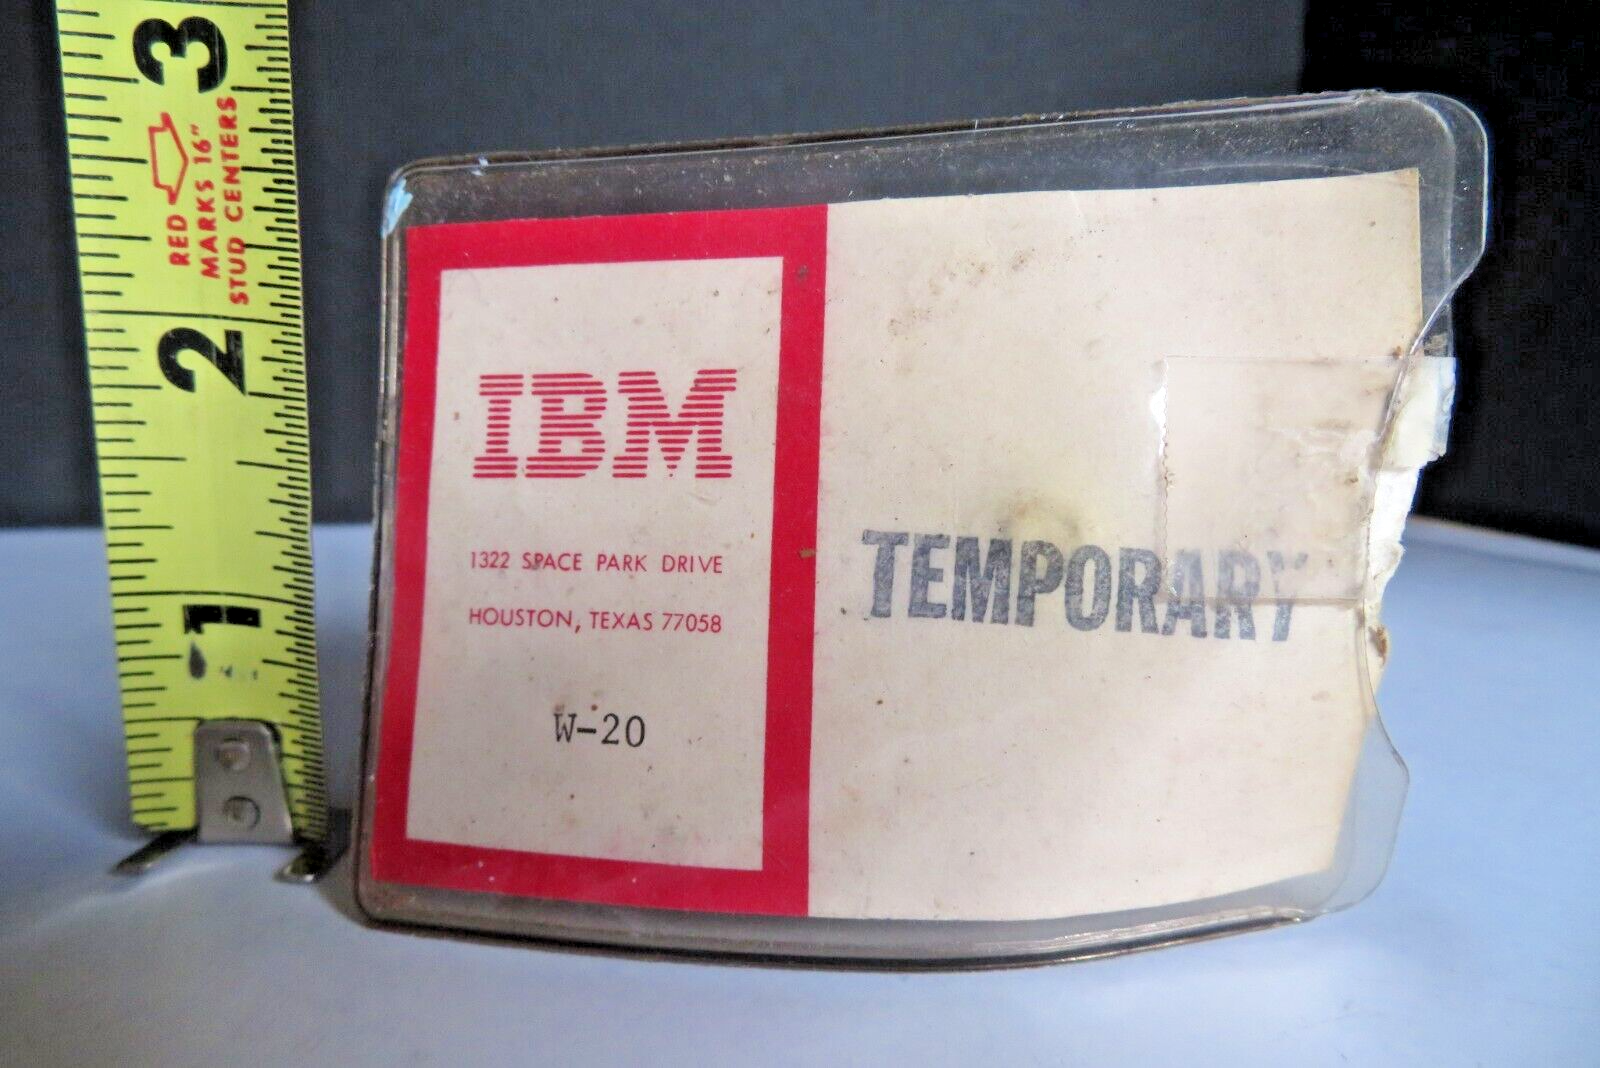 3
RED
MARKS 16"
STUD CENTERS
2
1
IBM
1322 SPACE PARK DRIVE
HOUSTON, TEXAS 77058
W-20
TEMPORARY